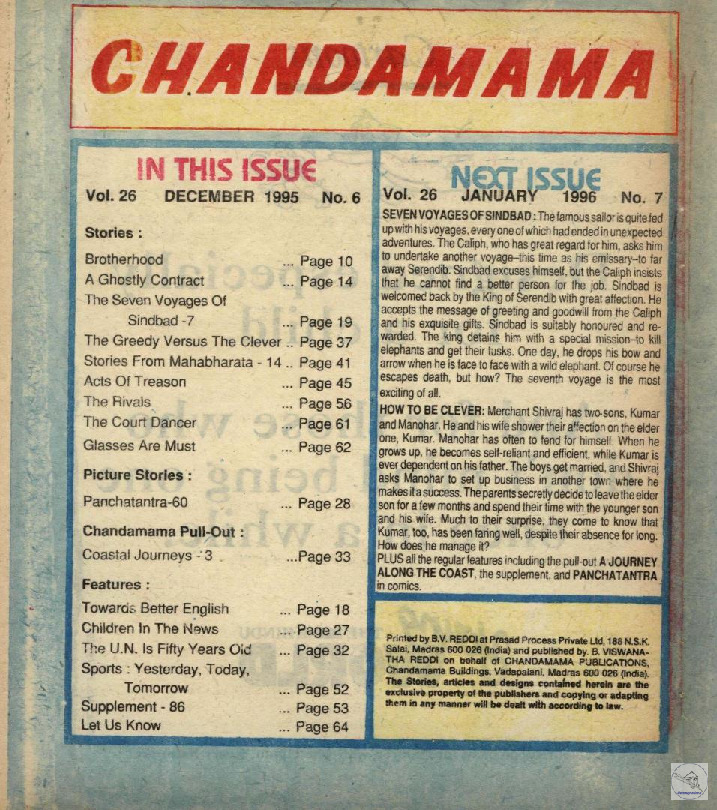 CHANDAMAMA
IN THIS ISSUE
Vol. 26 DECEMBER 1995 No. 6
Stories :
Brotherhood ... Page 10
A Ghostly Contract ... Page 14
The Seven Voyages Of
Sindbad -7 ... Page 19
The Greedy Versus The Clever .. Page 37
Stories From Mahabharata - 14 .. Page 41
Acts Of Treason ... Page 45
The Rivals ... Page 56
The Court Dancer ... Page 61
Glasses Are Must ... Page 62
Picture Stories :
Panchatantra-60 ... Page 28
Chandamama Pull-Out :
Coastal Journeys - 3 ...Page 33
Features :
Towards Better English ... Page 18
Children In The News ... Page 27
The U.N. Is Fifty Years Old ... Page 32
Sports : Yesterday, Today,
Tomorrow ... Page 52
Supplement - 86 ... Page 53
Let Us Know ... Page 64
NEXT ISSUE
Vol. 26 JANUARY 1996 No. 7
SEVEN VOYAGES OF SINDBAD : The famous sailor is quite fed
up with his voyages, every one of which had ended in unexpected
adventures. The Caliph, who has great regard for him, asks him
to undertake another voyage–this time as his emissary–to far
away Serendib. Sindbad excuses himself, but the Caliph insists
that he cannot find a better person for the job. Sindbad is
welcomed back by the King of Serendib with great affection. He
accepts the message of greeting and goodwill from the Caliph
and his exquisite gifts. Sindbad is suitably honoured and re-
warded. The king detains him with a special mission–to kill
elephants and get their tusks. One day, he drops his bow and
arrow when he is face to face with a wild elephant. Of course he
escapes death, but how? The seventh voyage is the most
exciting of all.
HOW TO BE CLEVER: Merchant Shivraj has two-sons, Kumar
and Manohar. He and his wife shower their affection on the elder
one, Kumar. Manohar has often to fend for himself. When he
grows up, he becomes self-reliant and efficient, while Kumar is
ever dependent on his father. The boys get married, and Shivraj
asks Manohar to set up business in another town where he
makes it a success. The parents secretly decide to leave the elder
son for a few months and spend their time with the younger son
and his wife. Much to their surprise, they come to know that
Kumar, too, has been faring well, despite their absence for long.
How does he manage it?
PLUS all the regular features including the pull-out A JOURNEY
ALONG THE COAST, the supplement, and PANCHATANTRA
in comics.
Printed by B.V. REDDI at Prasad Process Private Ltd, 188 N.S.K.
Salai, Madras 600 026 (India) and published by. B. VISWANA-
THA REDDI on behalf of CHANDAMAMA PUBLICATIONS,
Chandamama Buildings, Vadapalani, Madras 600 026 (India).
The Stories, articles and designs contained herein are the
exclusive property of the publishers and copying or adapting
them in any manner will be dealt with according to law.